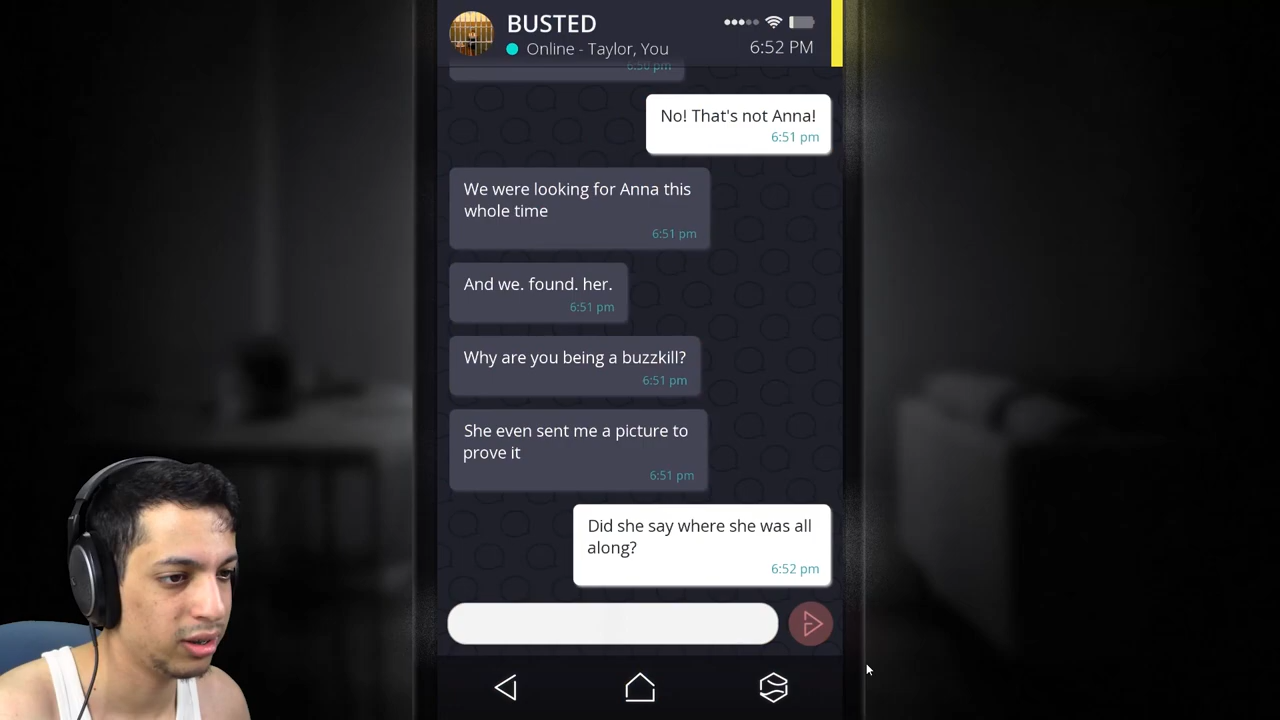 BUSTED
Online - Taylor, You
6:52 PM
6:50 pm
No! That's not Anna!
6:51 pm
We were looking for Anna this
whole time
6:51 pm
And we. found. her.
6:51 pm
Why are you being a buzzkill?
6:51 pm
She even sent me a picture to
prove it
6:51 pm
Did she say where she was all
along?
6:52 pm